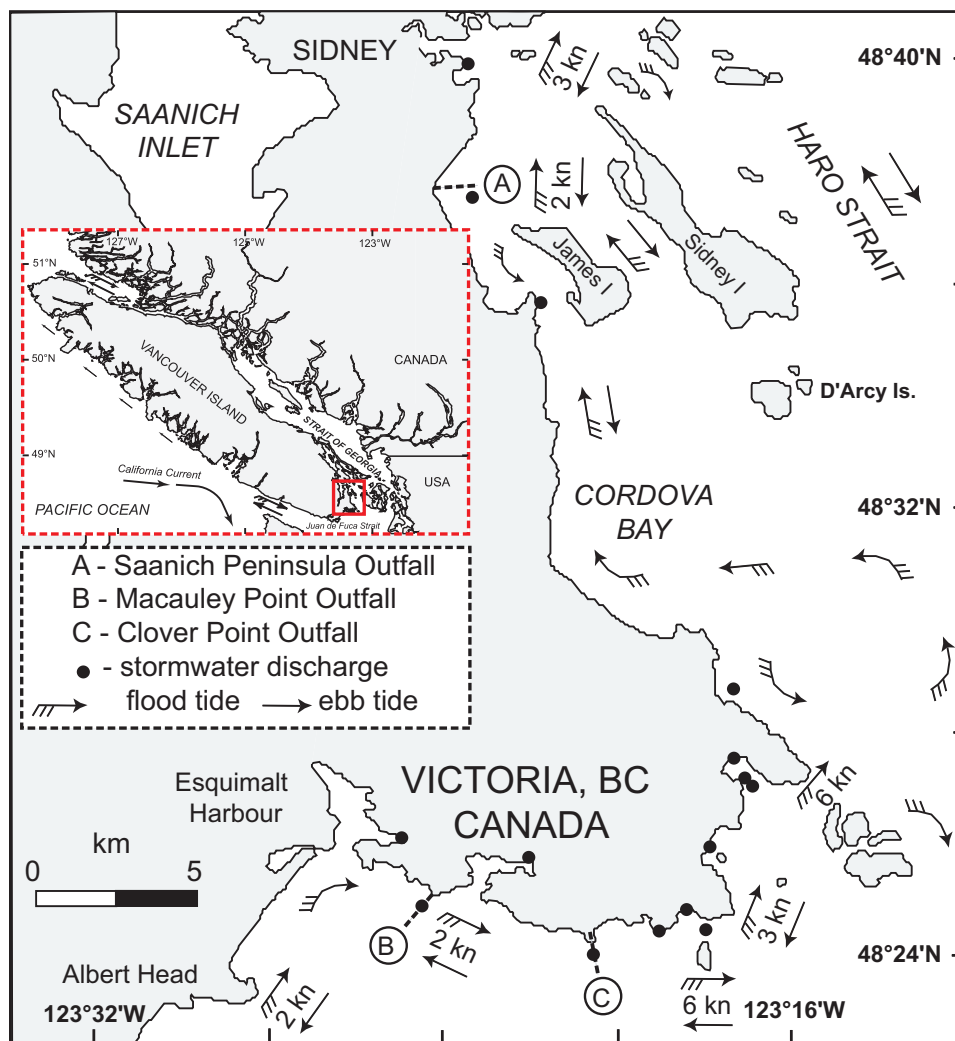 SIDNEY
48°40'N
3 kn
SAANICH
INLET
HARO STRAIT
A
2 kn
James I
Sidney I
127°W
125°W
123°W
51°N
50°N
49°N
VANCOUVER ISLAND
CANADA
STRAIT OF GEORGIA
USA
California Current
PACIFIC OCEAN
Juan de Fuca Strait
D'Arcy Is.
CORDOVA
BAY
48°32'N
A - Saanich Peninsula Outfall
B - Macauley Point Outfall
C - Clover Point Outfall
- stormwater discharge
flood tide
ebb tide
Esquimalt
Harbour
VICTORIA, BC
CANADA
6 kn
km
0
5
B
2 kn
3 kn
C
48°24'N
Albert Head
2 kn
6 kn
123°32'W
123°16'W